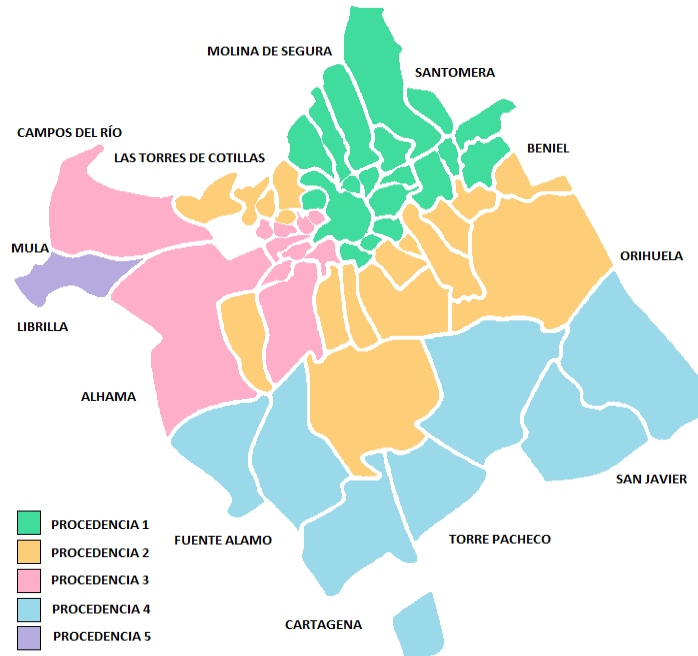 MOLINA DE SEGURA
SANTOMERA
CAMPOS DEL RÍO
LAS TORRES DE COTILLAS
BENIEL
MULA
ORIHUELA
LIBRILLA
ALHAMA
SAN JAVIER
FUENTE ALAMO
TORRE PACHECO
CARTAGENA
PROCEDENCIA 1
PROCEDENCIA 2
PROCEDENCIA 3
PROCEDENCIA 4
PROCEDENCIA 5